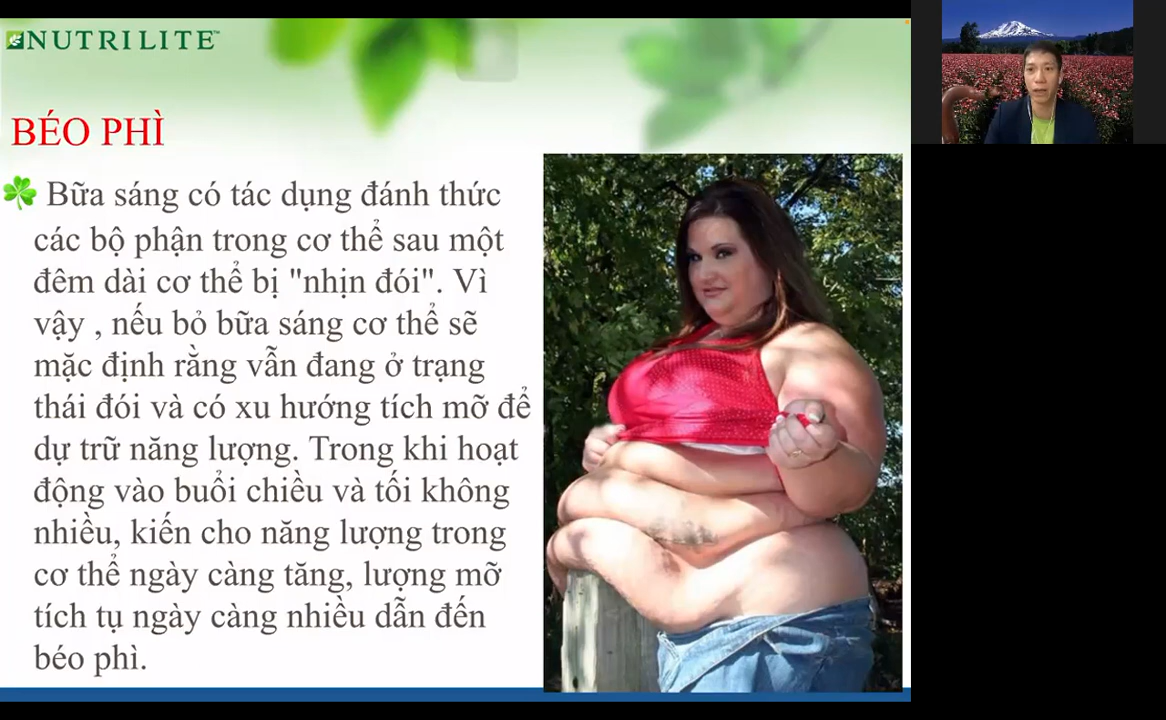 NUTRILITE™
BÉO PHÌ
Bữa sáng có tác dụng đánh thức
các bộ phận trong cơ thể sau một
đêm dài cơ thể bị "nhịn đói". Vì
vậy , nếu bỏ bữa sáng cơ thể sẽ
mặc định rằng vẫn đang ở trạng
thái đói và có xu hướng tích mỡ để
dự trữ năng lượng. Trong khi hoạt
động vào buổi chiều và tối không
nhiều, kiến cho năng lượng trong
cơ thể ngày càng tăng, lượng mỡ
tích tụ ngày càng nhiều dẫn đến
béo phì.